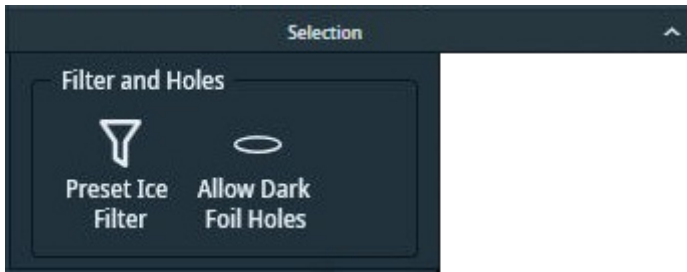 Selection
Filter and Holes
Preset Ice
Filter
Allow Dark
Foil Holes